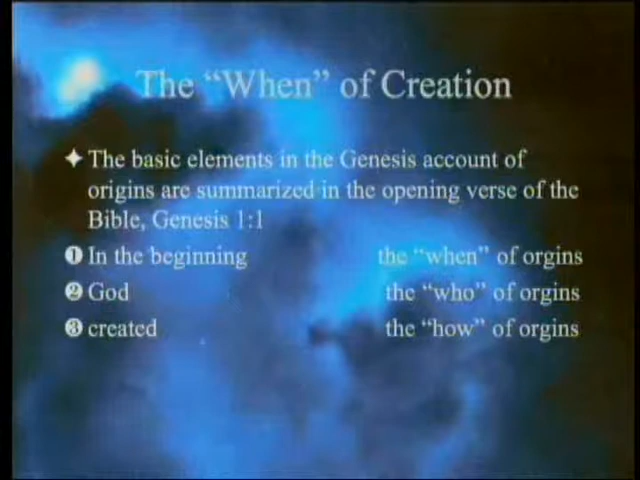 The “When” of Creation
✦ The basic elements in the Genesis account of
origins are summarized in the opening verse of the
Bible, Genesis 1:1
❶ In the beginning the “when” of orgins
❷ God the “who” of orgins
❸ created the “how” of orgins